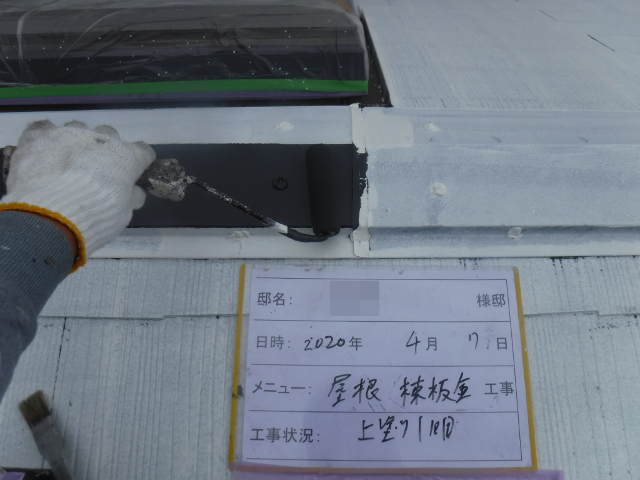 邸名: 様邸
日時: 2020年 4月 7日
メニュー: 屋根 棟板金 工事
工事状況: 上塗り1回目